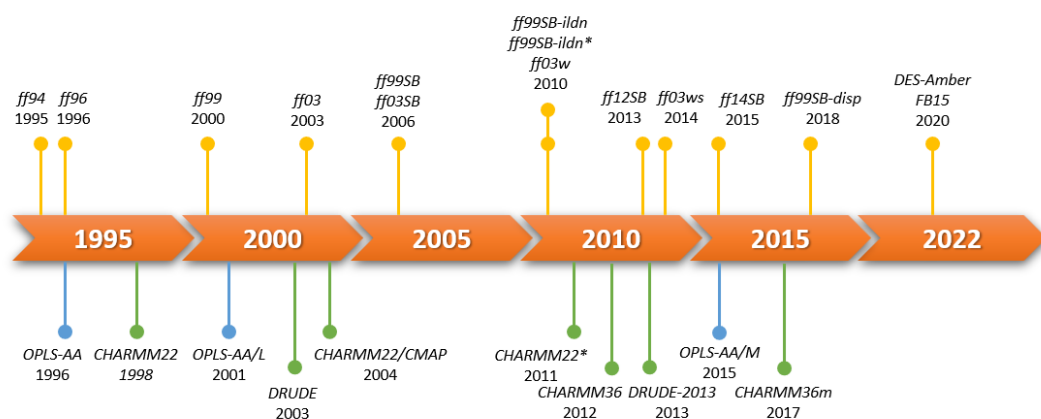 ff99SB-ildn
ff99SB-ildn*
ff03w
2010
ff94
1995
ff96
1996
ff99
2000
ff03
2003
ff99SB
ff03SB
2006
ff12SB
2013
ff03ws
2014
ff14SB
2015
ff99SB-disp
2018
DES-Amber
FB15
2020
1995
2000
2005
2010
2015
2022
OPLS-AA
1996
CHARMM22
1998
OPLS-AA/L
2001
DRUDE
2003
CHARMM22/CMAP
2004
CHARMM22*
2011
CHARMM36
2012
DRUDE-2013
2013
OPLS-AA/M
2015
CHARMM36m
2017